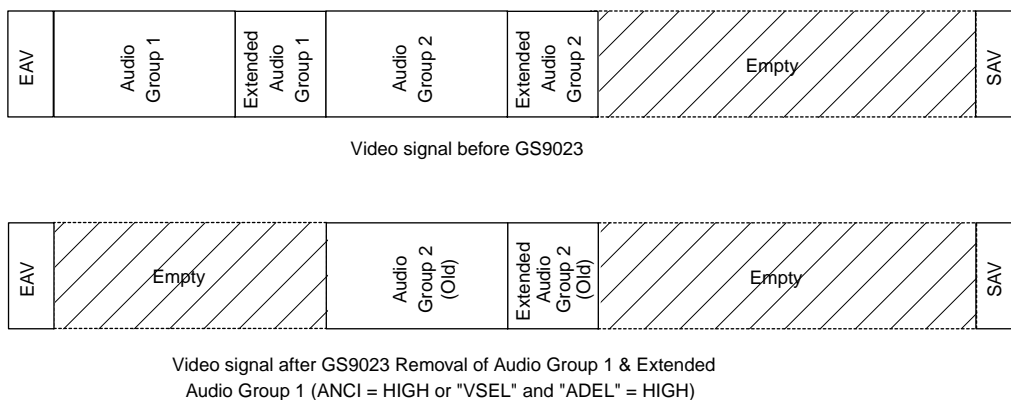 EAV
Audio
Group 1
Extended
Audio
Group 1
Audio
Group 2
Extended
Audio
Group 2
Empty
SAV
Video signal before GS9023
EAV
Empty
Audio
Group 2
(Old)
Extended
Audio
Group 2
(Old)
Empty
SAV
Video signal after GS9023 Removal of Audio Group 1 & Extended
Audio Group 1 (ANCI = HIGH or "VSEL" and "ADEL" = HIGH)